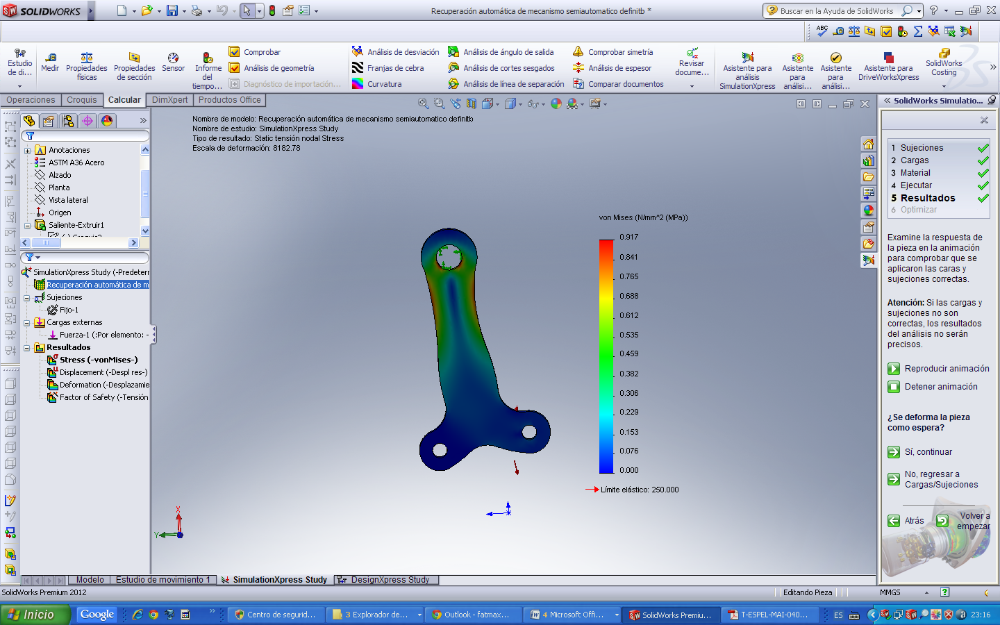 SOLIDWORKS
Recuperación automática de mecanismo semiautomatico definitb *
Buscar en la Ayuda de SolidWorks
ABC
Estudio
de di...
Medir
Propiedades
físicas
Propiedades
de sección
Sensor
Informe
del
tiempo...
Comprobar
Análisis de geometría
Diagnóstico de importación...
Análisis de desviación
Franjas de cebra
Curvatura
Análisis de ángulo de salida
Análisis de cortes sesgados
Análisis de línea de separación
Comprobar simetría
Análisis de espesor
Comparar documentos
Revisar
docume...
Asistente para
análisis
SimulationXpress
Asistente
para
análisi...
Asistente
para
análisi...
Asistente para
DriveWorksXpress
SolidWorks
Costing
Operaciones
Croquis
Calcular
DimXpert
Productos Office
Anotaciones
ASTM A36 Acero
Alzado
Planta
Vista lateral
Origen
Saliente-Extruir1
SimulationXpress Study (-Predeterr
Recuperación automática de m
Sujeciones
Fijo-1
Cargas externas
Fuerza-1 (:Por elemento: -
Resultados
Stress (-vonMises-)
Displacement (-Despl res-)
Deformation (-Desplazamie
Factor of Safety (-Tensión
Nombre de modelo: Recuperación automática de mecanismo semiautomatico definitb
Nombre de estudio: SimulationXpress Study
Tipo de resultado: Static tensión nodal Stress
Escala de deformación: 8182.78
von Mises (N/mm^2 (MPa))
0.917
0.841
0.765
0.688
0.612
0.535
0.459
0.382
0.306
0.229
0.153
0.076
0.000
Límite elástico: 250.000
X
Y
SolidWorks Simulatio...
1 Sujeciones
2 Cargas
3 Material
4 Ejecutar
5 Resultados
6 Optimizar
Examine la respuesta de
la pieza en la animación
para comprobar que se
aplicaron las caras y
sujeciones correctas.
Atención: Si las cargas y
sujeciones no son
correctas, los resultados
del análisis no serán
precisos.
Reproducir animación
Detener animación
¿Se deforma la pieza
como espera?
Sí, continuar
No, regresar a
Cargas/Sujeciones
Atrás
Volver a
empezar
Modelo
Estudio de movimiento 1
SimulationXpress Study
DesignXpress Study
SolidWorks Premium 2012
Editando Pieza
MMGS
Inicio
Google
Centro de segurid...
3 Explorador de...
Outlook - fatmax...
4 Microsoft Offi...
SolidWorks Premiu...
T-ESPEL-MAI-040...
ES
23:16